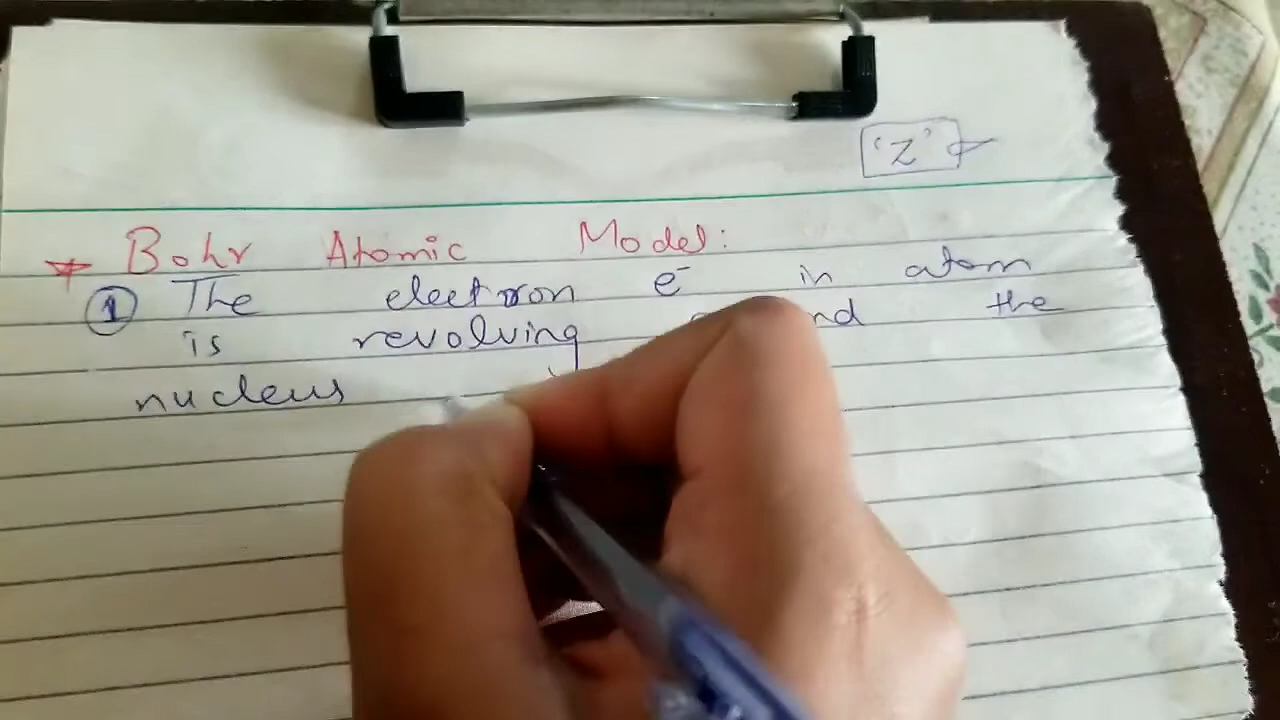 'Z'
* Bohr Atomic Model:
① The electron e⁻ in atom
is revolving the
nucleus